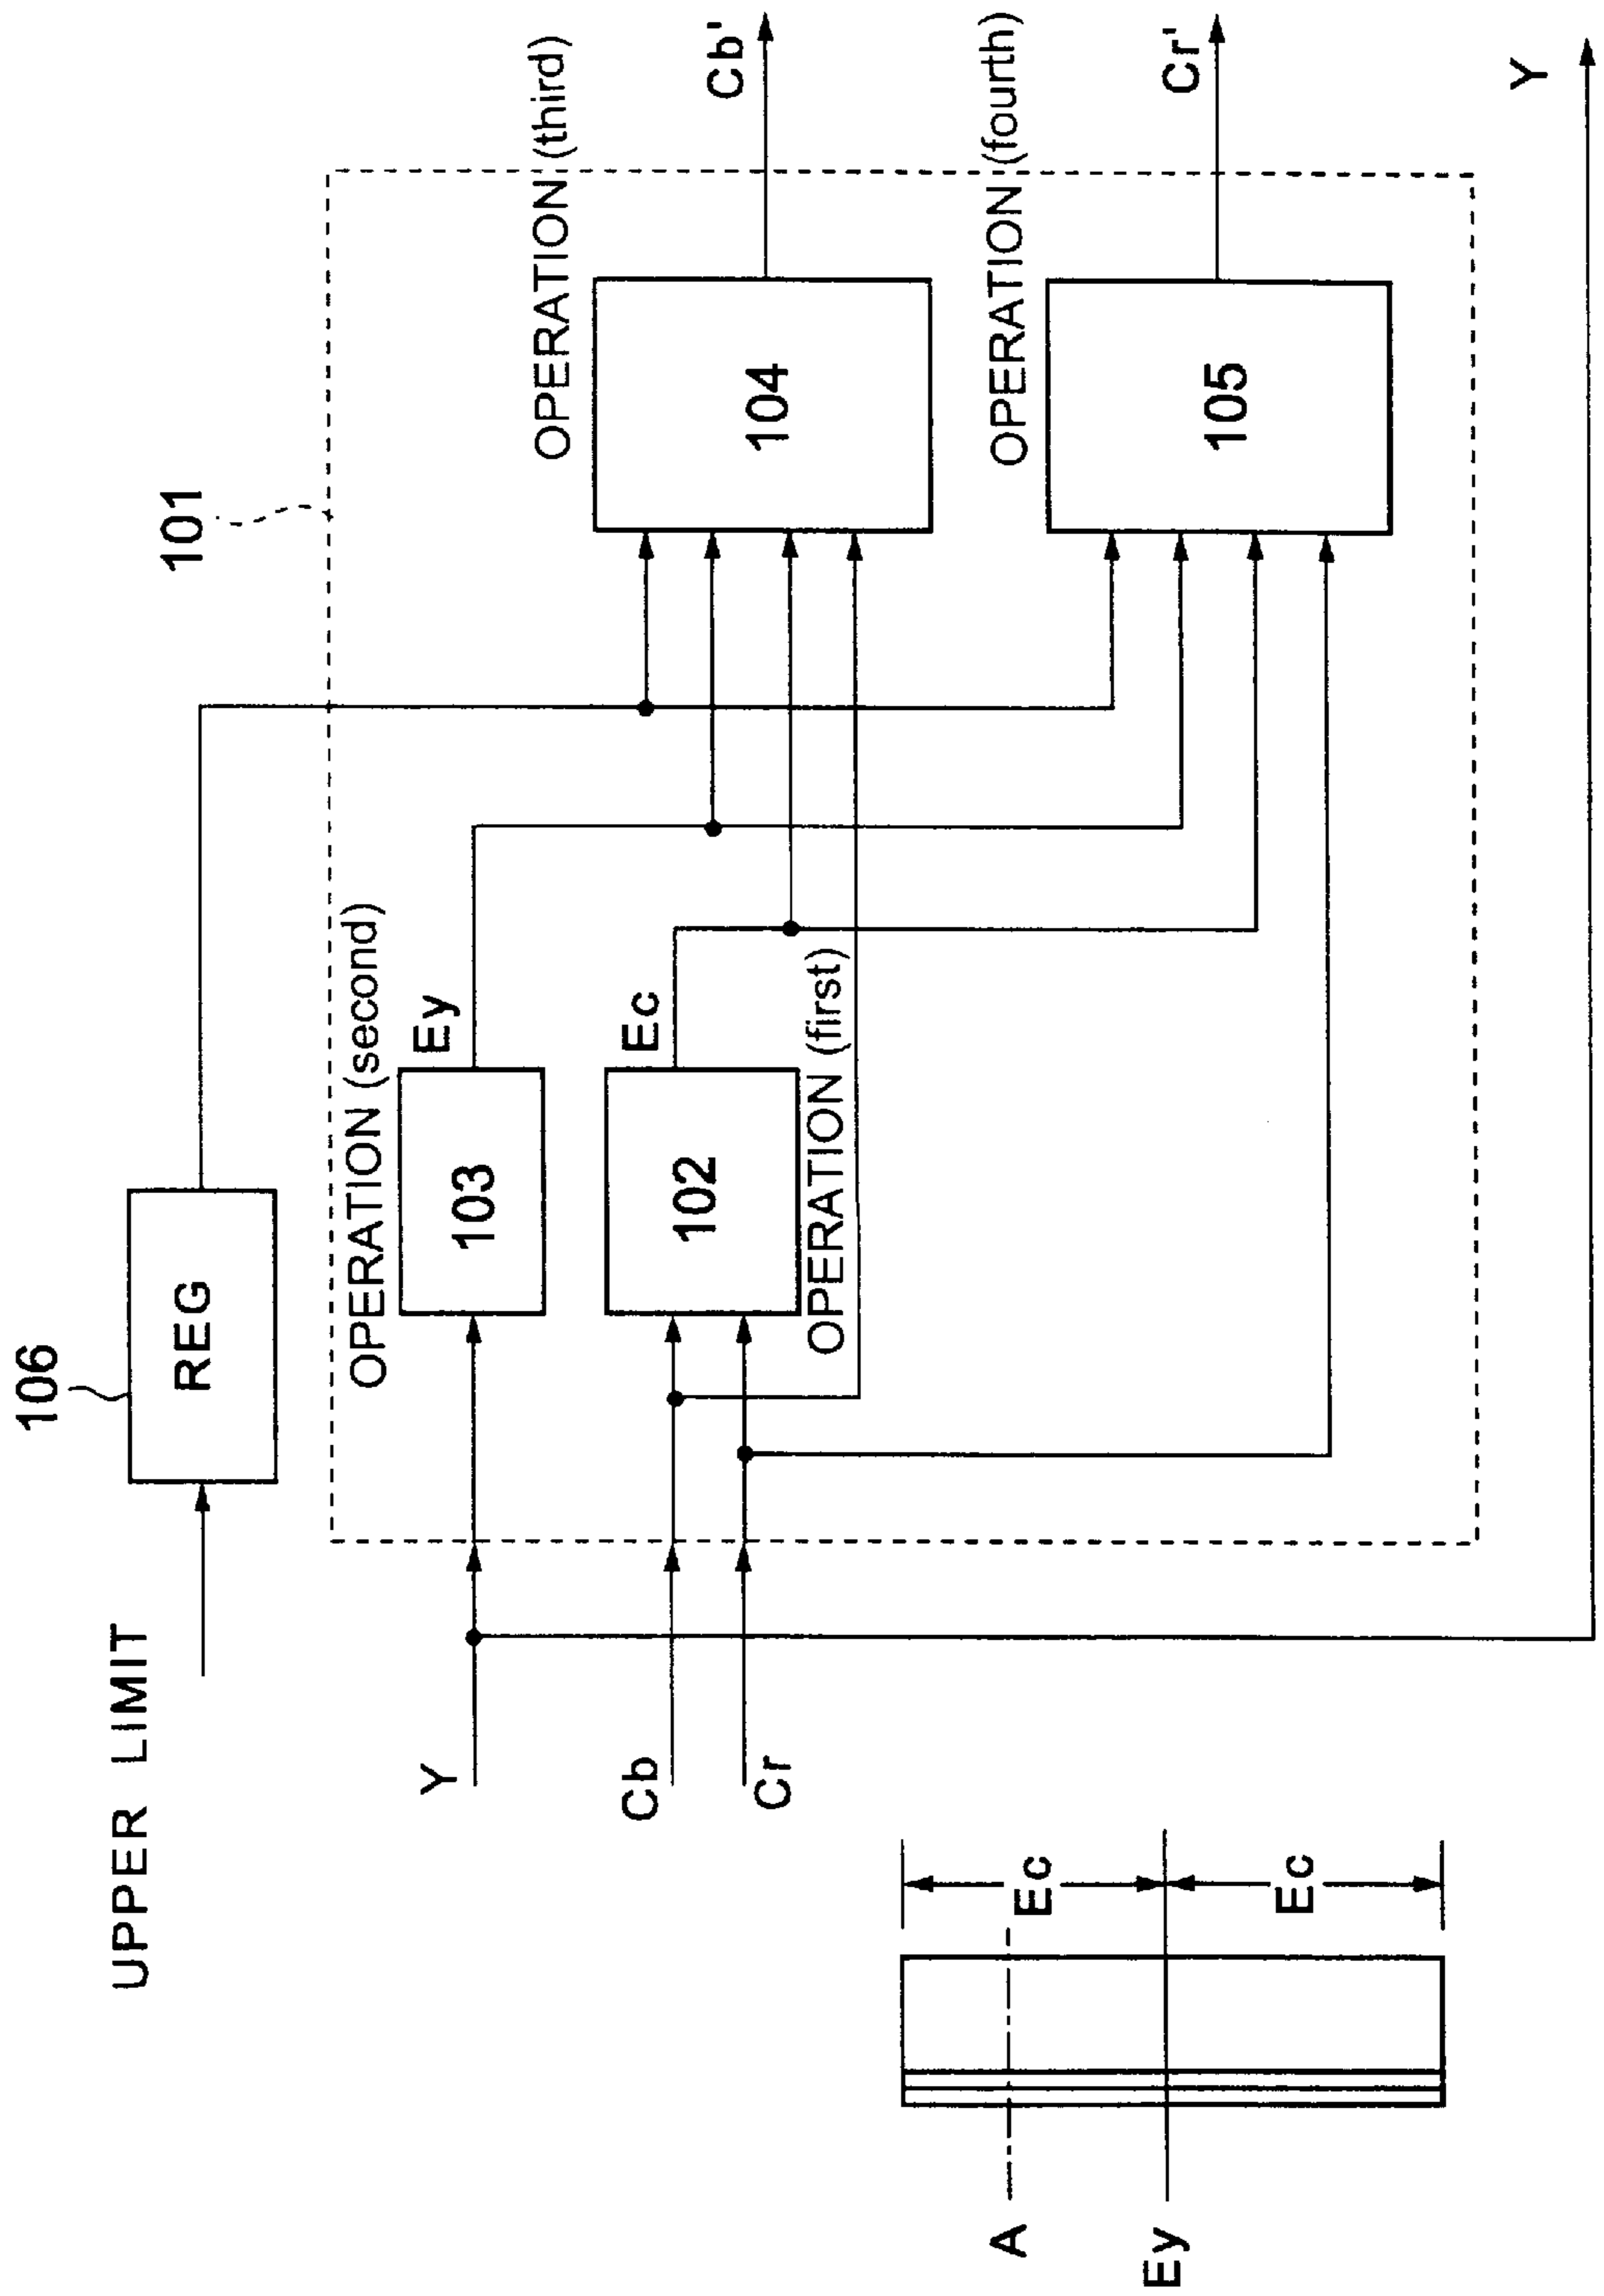 106
REG
UPPER LIMIT
101
OPERATION (second)
Ey
103
Y
Ec
102
OPERATION (first)
Cb
Cr
OPERATION (third)
104
Cb'
OPERATION (fourth)
105
Cr'
Y
A
Ey
Ec
Ec